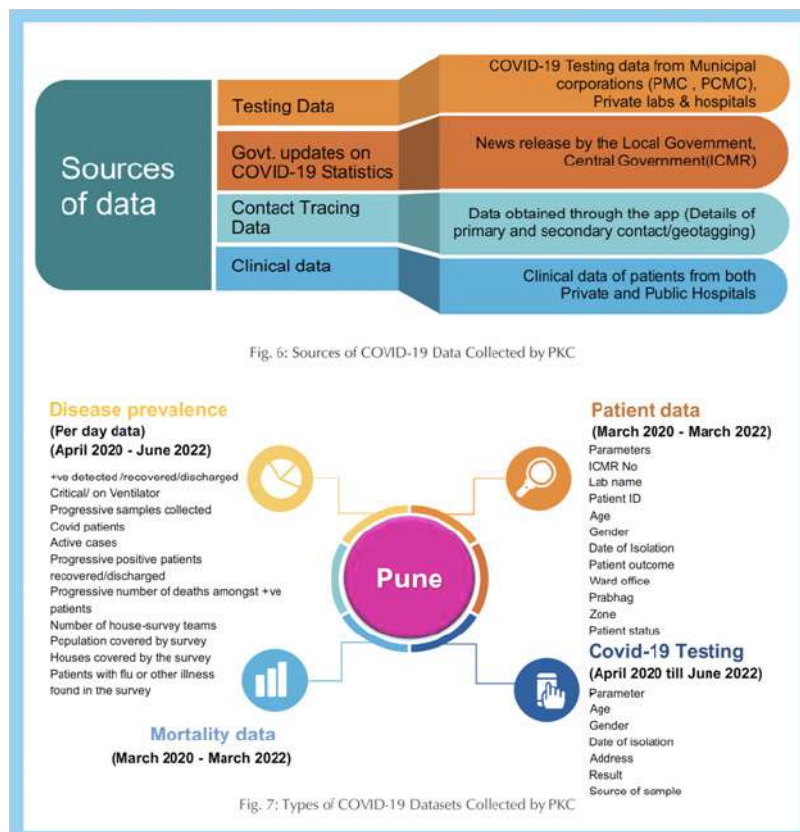 Sources
of data
Testing Data
COVID-19 Testing data from Municipal
corporations (PMC , PCMC),
Private labs & hospitals
Govt. updates on
COVID-19 Statistics
News release by the Local Government,
Central Government(ICMR)
Contact Tracing
Data
Data obtained through the app (Details of
primary and secondary contact/geotagging)
Clinical data
Clinical data of patients from both
Private and Public Hospitals
Fig. 6: Sources of COVID-19 Data Collected by PKC
Disease prevalence
(Per day data)
(April 2020 - June 2022)
+ve detected /recovered/discharged
Critical/ on Ventilator
Progressive samples collected
Covid patients
Active cases
Progressive positive patients
recovered/discharged
Progressive number of deaths amongst +ve
patients
Number of house-survey teams
Population covered by survey
Houses covered by the survey
Patients with flu or other illness
found in the survey
Pune
Patient data
(March 2020 - March 2022)
Parameters
ICMR No
Lab name
Patient ID
Age
Gender
Date of Isolation
Patient outcome
Ward office
Prabhag
Zone
Patient status
Mortality data
(March 2020 - March 2022)
Covid-19 Testing
(April 2020 till June 2022)
Parameter
Age
Gender
Date of isolation
Address
Result
Source of sample
Fig. 7: Types of COVID-19 Datasets Collected by PKC